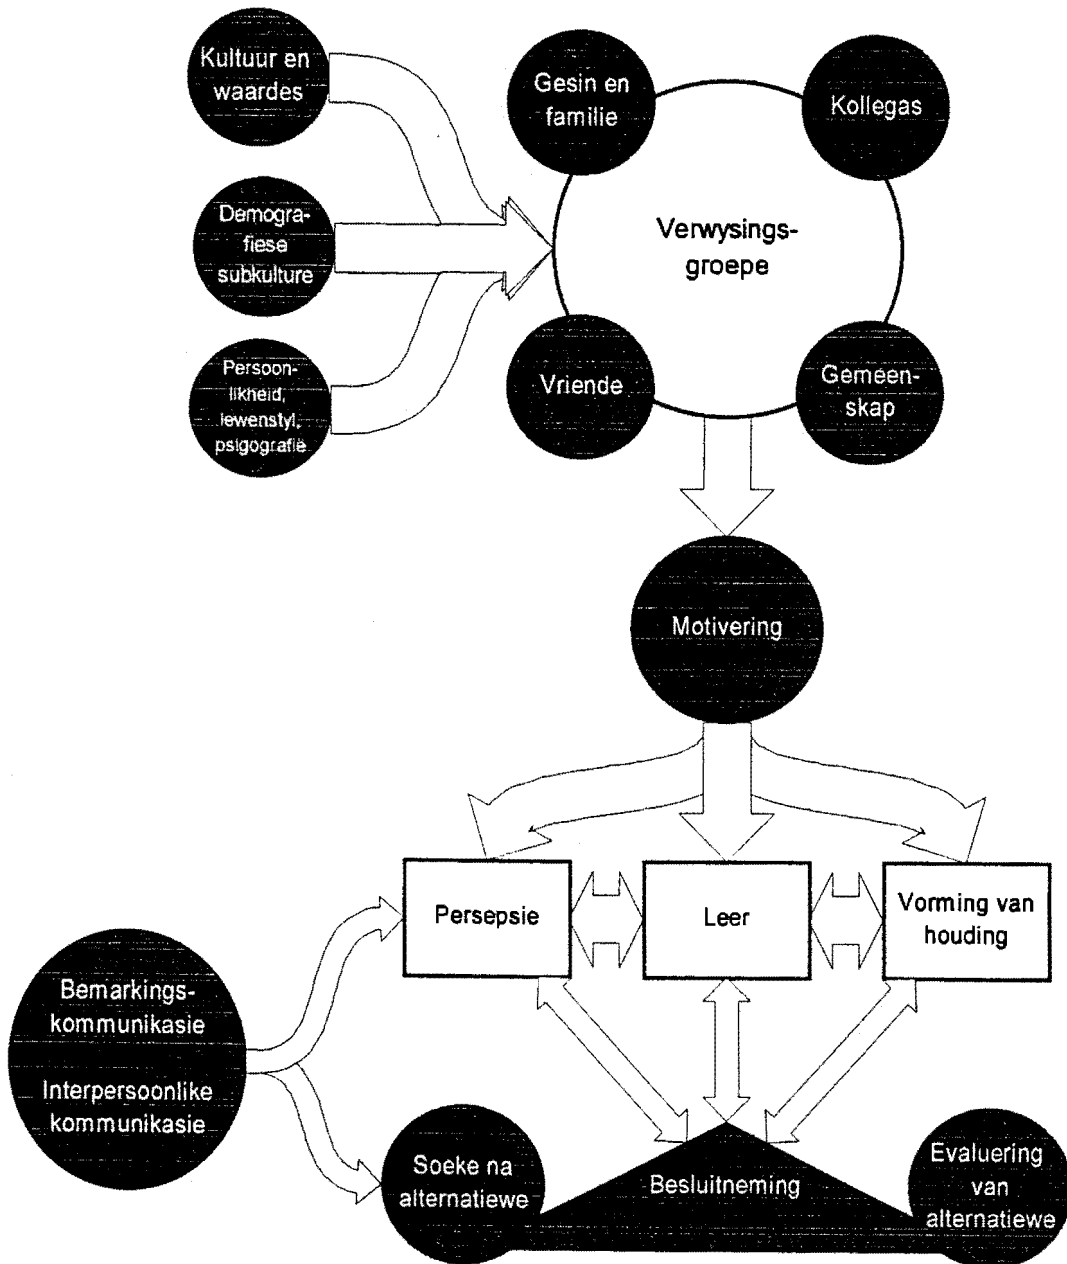 Kultuur en
waardes
Gesin en
familie
Kollegas
Demogra-
fiese
subkulture
Verwysings-
groepe
Persoon-
likheid,
lewenstyl,
psigografië
Vriende
Gemeen-
skap
Motivering
Persepsie
Leer
Vorming van
houding
Bemarkings-
kommunikasie
Interpersoonlike
kommunikasie
Soeke na
alternatiewe
Besluitneming
Evaluering
van
alternatiewe